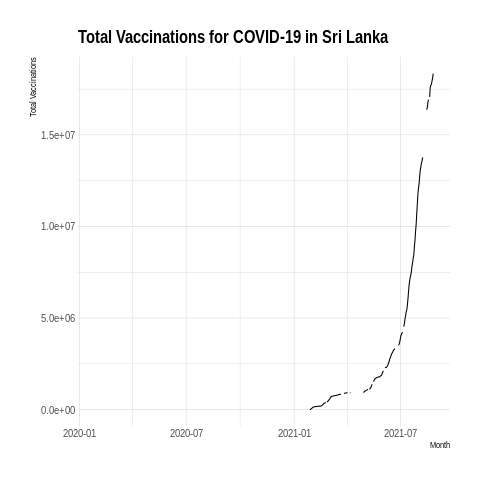 Total Vaccinations for COVID-19 in Sri Lanka
Total Vaccinations
1.5e+07
1.0e+07
5.0e+06
0.0e+00
2020-01
2020-07
2021-01
2021-07
Month